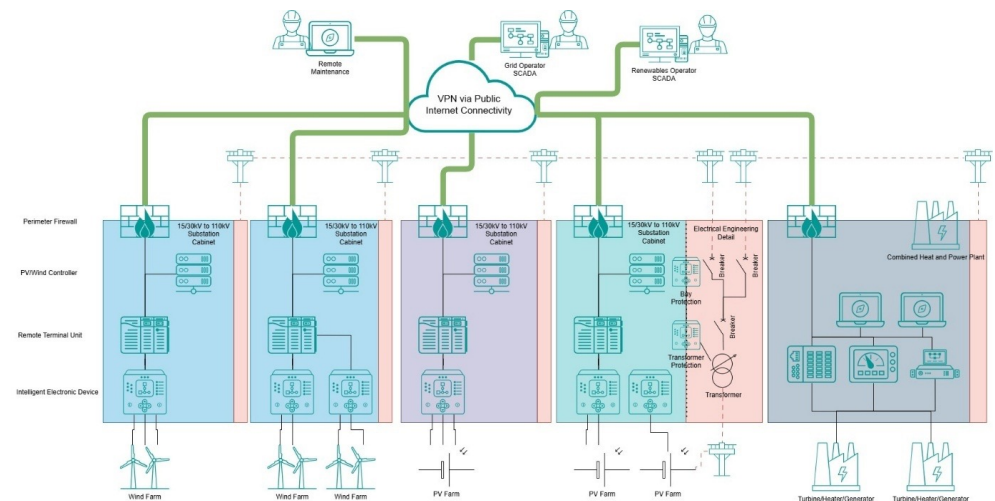 Remote
Maintenance
Grid Operator
SCADA
Renewables Operator
SCADA
VPN via Public
Internet Connectivity
Perimeter Firewall
15/30kV to 110kV
Substation
Cabinet
15/30kV to 110kV
Substation
Cabinet
15/30kV to 110kV
Substation
Cabinet
15/30kV to 110kV
Substation
Cabinet
Electrical Engineering
Detail
Combined Heat and Power Plant
PV/Wind Controller
Breaker
Breaker
Bay
Protection
Remote Terminal Unit
Breaker
Transformer
Protection
Intelligent Electronic Device
Transformer
Wind Farm
Wind Farm
Wind Farm
PV Farm
PV Farm
PV Farm
Turbine/Heater/Generator
Turbine/Heater/Generator